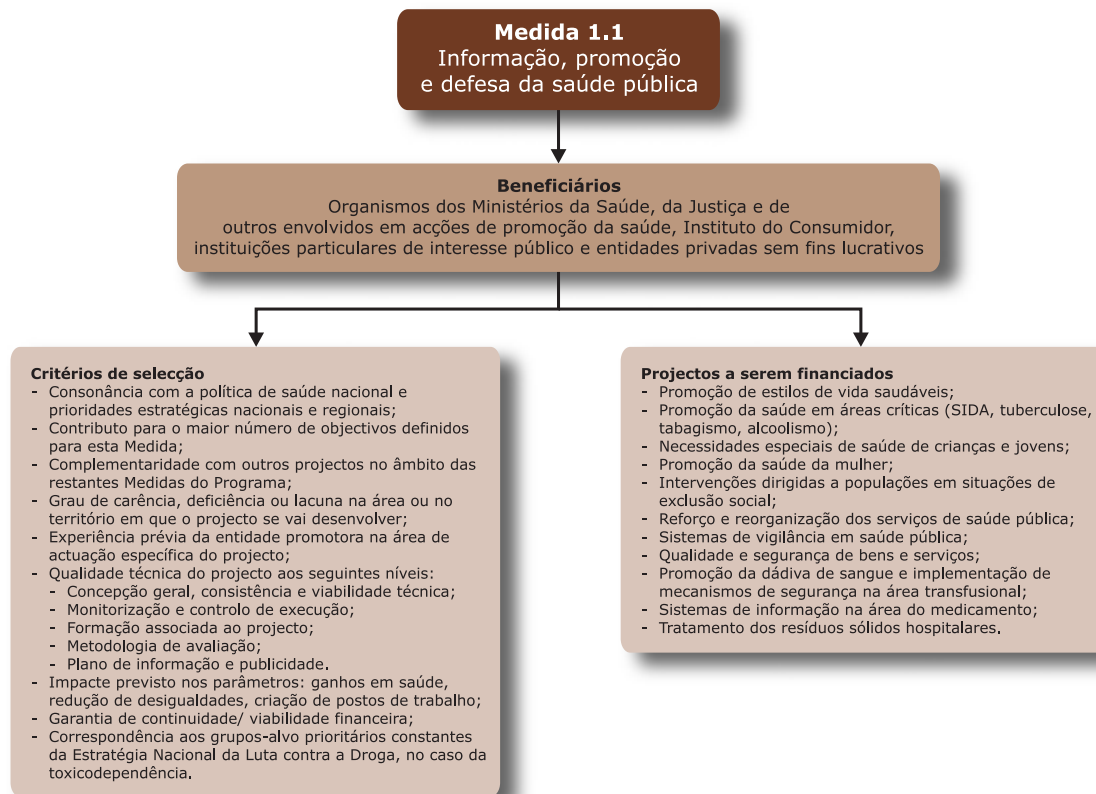 Medida 1.1
Informação, promoção
e defesa da saúde pública
Beneficiários
Organismos dos Ministérios da Saúde, da Justiça e de
outros envolvidos em acções de promoção da saúde, Instituto do Consumidor,
instituições particulares de interesse público e entidades privadas sem fins lucrativos
Critérios de selecção
- Consonância com a política de saúde nacional e
prioridades estratégicas nacionais e regionais;
- Contributo para o maior número de objectivos definidos
para esta Medida;
- Complementaridade com outros projectos no âmbito das
restantes Medidas do Programa;
- Grau de carência, deficiência ou lacuna na área ou no
território em que o projecto se vai desenvolver;
- Experiência prévia da entidade promotora na área de
actuação específica do projecto;
- Qualidade técnica do projecto aos seguintes níveis:
- Concepção geral, consistência e viabilidade técnica;
- Monitorização e controlo de execução;
- Formação associada ao projecto;
- Metodologia de avaliação;
- Plano de informação e publicidade.
- Impacte previsto nos parâmetros: ganhos em saúde,
redução de desigualdades, criação de postos de trabalho;
- Garantia de continuidade/ viabilidade financeira;
- Correspondência aos grupos-alvo prioritários constantes
da Estratégia Nacional da Luta contra a Droga, no caso da
toxicodependência.
Projectos a serem financiados
- Promoção de estilos de vida saudáveis;
- Promoção da saúde em áreas críticas (SIDA, tuberculose,
tabagismo, alcoolismo);
- Necessidades especiais de saúde de crianças e jovens;
- Promoção da saúde da mulher;
- Intervenções dirigidas a populações em situações de
exclusão social;
- Reforço e reorganização dos serviços de saúde pública;
- Sistemas de vigilância em saúde pública;
- Qualidade e segurança de bens e serviços;
- Promoção da dádiva de sangue e implementação de
mecanismos de segurança na área transfusional;
- Sistemas de informação na área do medicamento;
- Tratamento dos resíduos sólidos hospitalares.